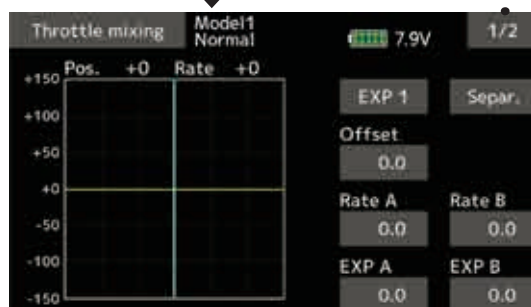 Throttle mixing Model1 7.9V 1/2
Normal
Pos. +0 Rate +0
+150
+100
+50
+0
-50
-100
-150
EXP 1 Separ.
Offset
0.0
Rate A Rate B
0.0 0.0
EXP A EXP B
0.0 0.0